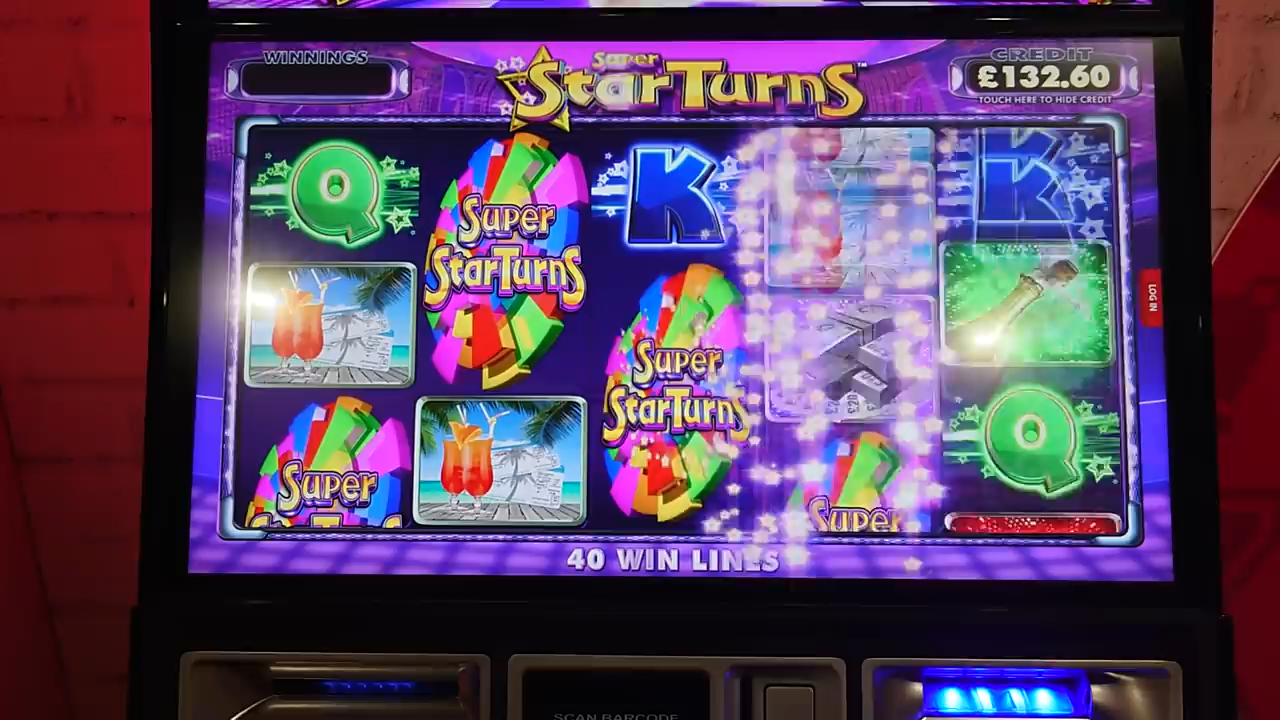 WINNINGS
SUPER
STARTURNS™
CREDIT
£132.60
TOUCH HERE TO HIDE CREDIT
Q
SUPER
STARTURNS
K
K
LOG IN
SUPER
STARTURNS
Q
SUPER
SUPER
40 WIN LINES
SCAN BARCODE